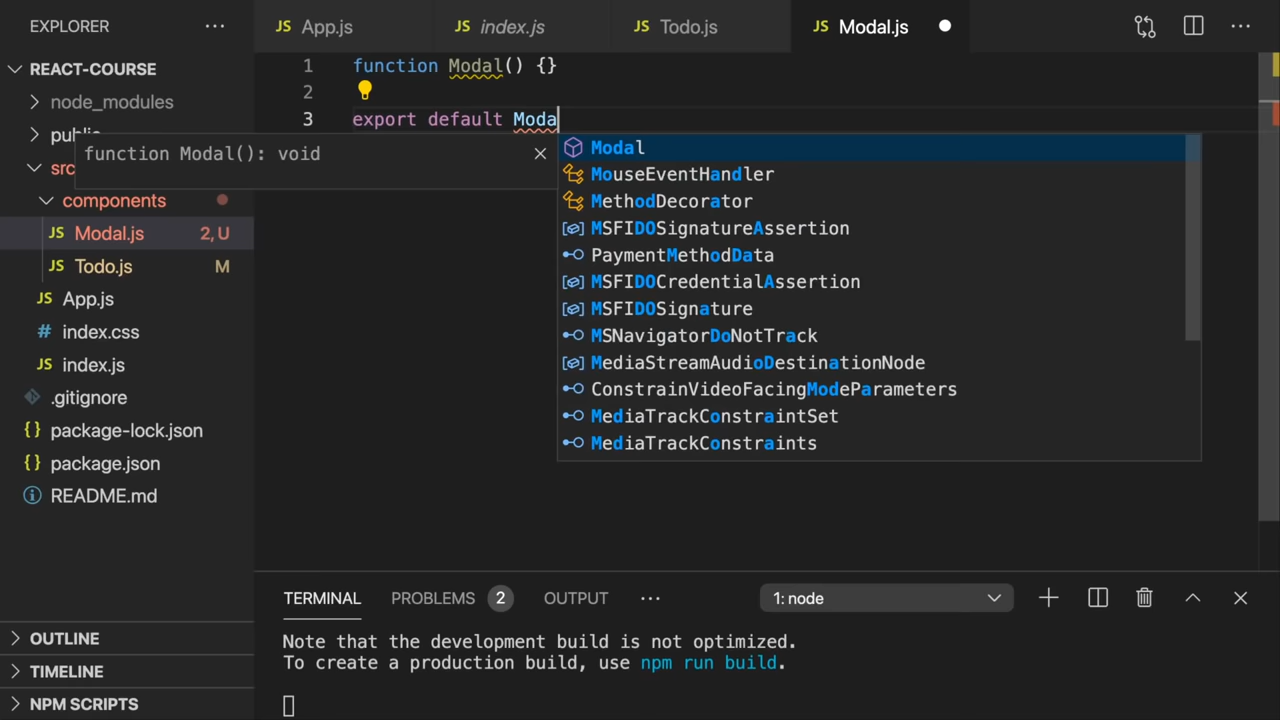 EXPLORER ···
JS App.js
JS index.js
JS Todo.js
JS Modal.js
···
REACT-COURSE
node_modules
public
src
components
JS Modal.js 2, U
JS Todo.js M
JS App.js
# index.css
JS index.js
.gitignore
{} package-lock.json
{} package.json
README.md
OUTLINE
TIMELINE
NPM SCRIPTS
1 function Modal() {}
2
3 export default Moda
function Modal(): void
Modal
MouseEventHandler
MethodDecorator
MSFIDOSignatureAssertion
PaymentMethodData
MSFIDOCredentialAssertion
MSFIDOSignature
MSNavigatorDoNotTrack
MediaStreamAudioDestinationNode
ConstrainVideoFacingModeParameters
MediaTrackConstraintSet
MediaTrackConstraints
TERMINAL PROBLEMS 2 OUTPUT ··· 1: node
Note that the development build is not optimized.
To create a production build, use npm run build.